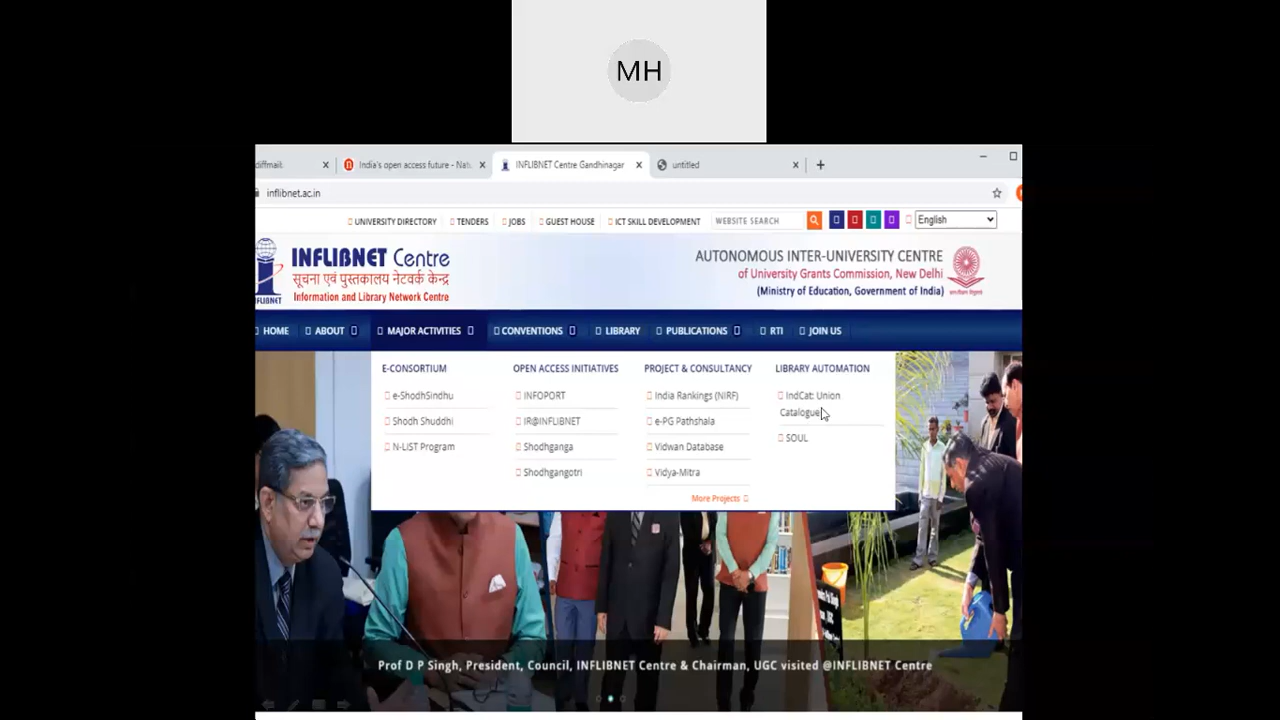 MH
diffmail
India's open access future - Natu
INFLIBNET Centre Gandhinagar
untitled
inflibnet.ac.in
UNIVERSITY DIRECTORY
TENDERS
JOBS
GUEST HOUSE
ICT SKILL DEVELOPMENT
WEBSITE SEARCH
English
INFLIBNET Centre
सूचना एवं पुस्तकालय नेटवर्क केन्द्र
Information and Library Network Centre
INFLIBNET
AUTONOMOUS INTER-UNIVERSITY CENTRE
of University Grants Commission, New Delhi
(Ministry of Education, Government of India)
HOME
ABOUT
MAJOR ACTIVITIES
CONVENTIONS
LIBRARY
PUBLICATIONS
RTI
JOIN US
E-CONSORTIUM
e-ShodhSindhu
Shodh Shuddhi
N-LIST Program
OPEN ACCESS INITIATIVES
INFOPORT
IR@INFLIBNET
Shodhganga
Shodhgangotri
PROJECT & CONSULTANCY
India Rankings (NIRF)
e-PG Pathshala
Vidwan Database
Vidya-Mitra
More Projects
LIBRARY AUTOMATION
IndCat: Union
Catalogue
SOUL
Prof D P Singh, President, Council, INFLIBNET Centre & Chairman, UGC visited @INFLIBNET Centre